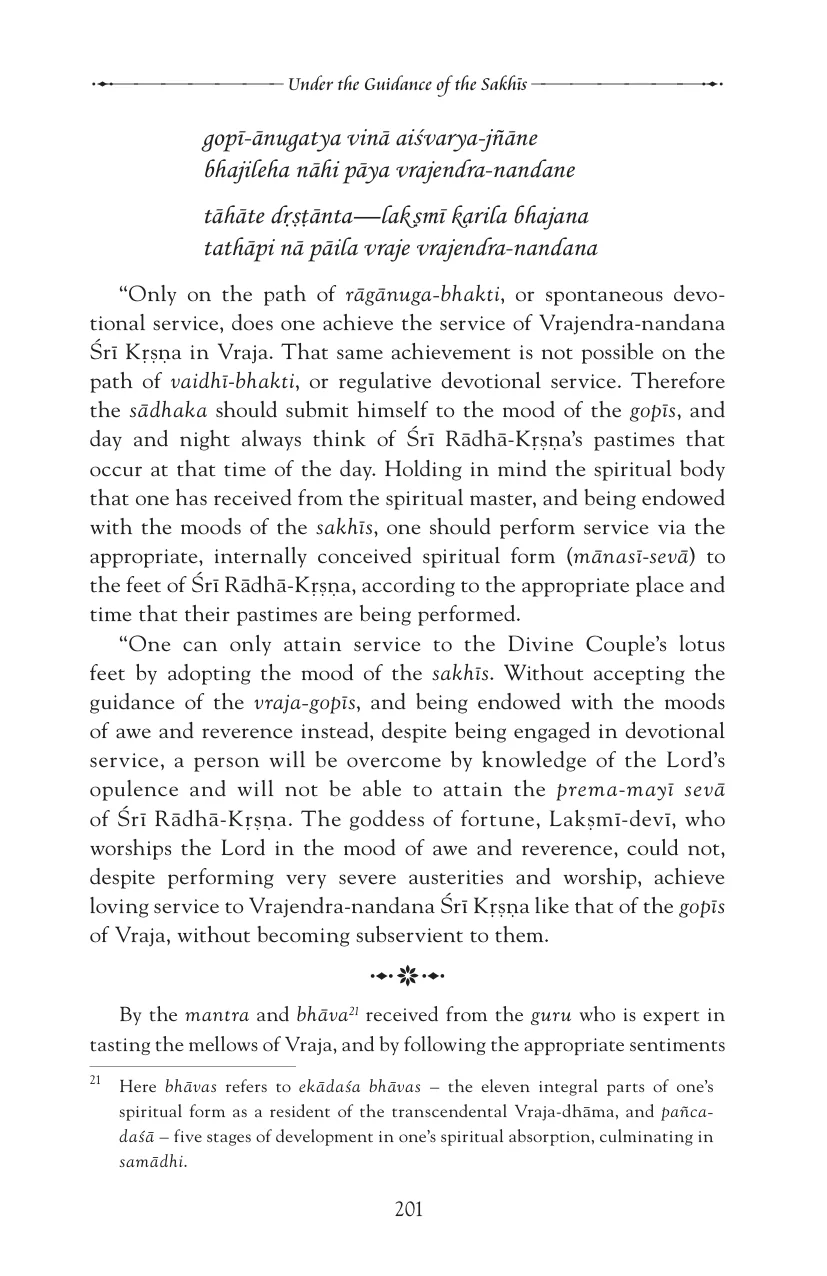 Under the Guidance of the Sakhīs
gopī-ānugatya vinā aiśvarya-jñāne
bhajileha nāhi pāya vrajendra-nandane
tāhāte dṛṣṭānta—lakṣmī karila bhajana
tathāpi nā pāila vraje vrajendra-nandana
“Only on the path of rāgānuga-bhakti, or spontaneous devo-
tional service, does one achieve the service of Vrajendra-nandana
Śrī Kṛṣṇa in Vraja. That same achievement is not possible on the
path of vaidhī-bhakti, or regulative devotional service. Therefore
the sādhaka should submit himself to the mood of the gopīs, and
day and night always think of Śrī Rādhā-Kṛṣṇa’s pastimes that
occur at that time of the day. Holding in mind the spiritual body
that one has received from the spiritual master, and being endowed
with the moods of the sakhīs, one should perform service via the
appropriate, internally conceived spiritual form (mānasī-sevā) to
the feet of Śrī Rādhā-Kṛṣṇa, according to the appropriate place and
time that their pastimes are being performed.
“One can only attain service to the Divine Couple’s lotus
feet by adopting the mood of the sakhīs. Without accepting the
guidance of the vraja-gopīs, and being endowed with the moods
of awe and reverence instead, despite being engaged in devotional
service, a person will be overcome by knowledge of the Lord’s
opulence and will not be able to attain the prema-mayī sevā
of Śrī Rādhā-Kṛṣṇa. The goddess of fortune, Lakṣmī-devī, who
worships the Lord in the mood of awe and reverence, could not,
despite performing very severe austerities and worship, achieve
loving service to Vrajendra-nandana Śrī Kṛṣṇa like that of the gopīs
of Vraja, without becoming subservient to them.
By the mantra and bhāva21 received from the guru who is expert in
tasting the mellows of Vraja, and by following the appropriate sentiments
21 Here bhāvas refers to ekādaśa bhāvas – the eleven integral parts of one’s
spiritual form as a resident of the transcendental Vraja-dhāma, and pañca-
daśā – five stages of development in one’s spiritual absorption, culminating in
samādhi.
201